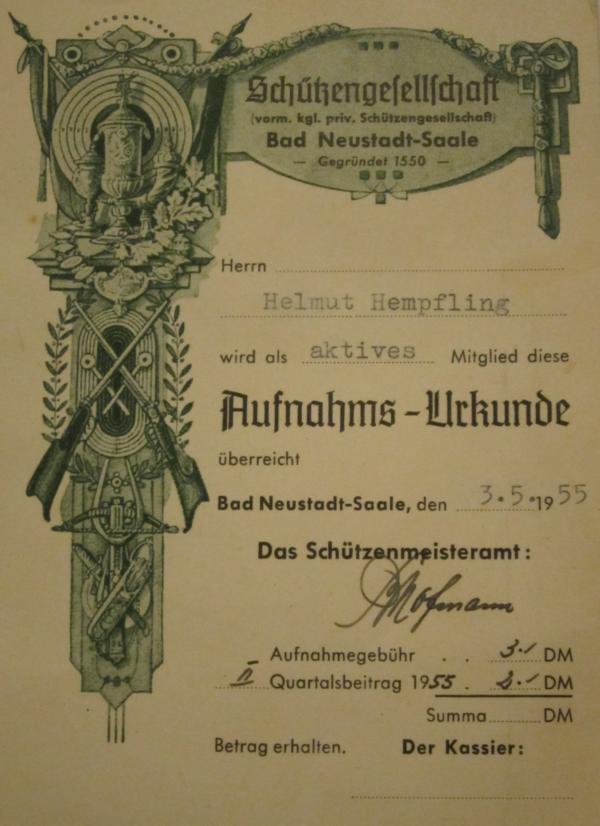 Schützengesellschaft
(vorm. kgl. priv. Schützengesellschaft)
Bad Neustadt-Saale
— Gegründet 1550 —
Herrn
Helmut Hempfling
wird als aktives Mitglied diese
Aufnahms-Urkunde
überreicht
Bad Neustadt-Saale, den 3.5.1955
Das Schützenmeisteramt:
Aufnahmegebühr . . 3.- DM
II Quartalsbeitrag 1955 . 2.- DM
Summa DM
Betrag erhalten. Der Kassier: